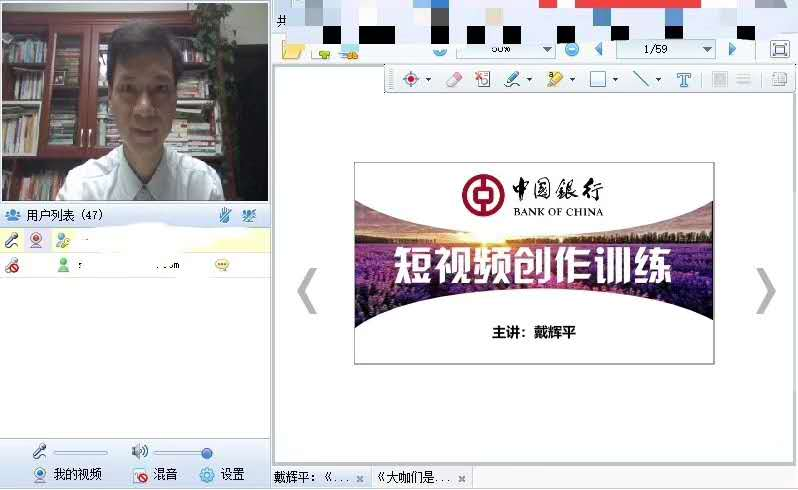 用户列表 (47)
我的视频
混音
设置
共
50%
1/59
T
中国銀行
BANK OF CHINA
短视频创作训练
主讲：戴辉平
戴辉平：《...
《大咖们是...